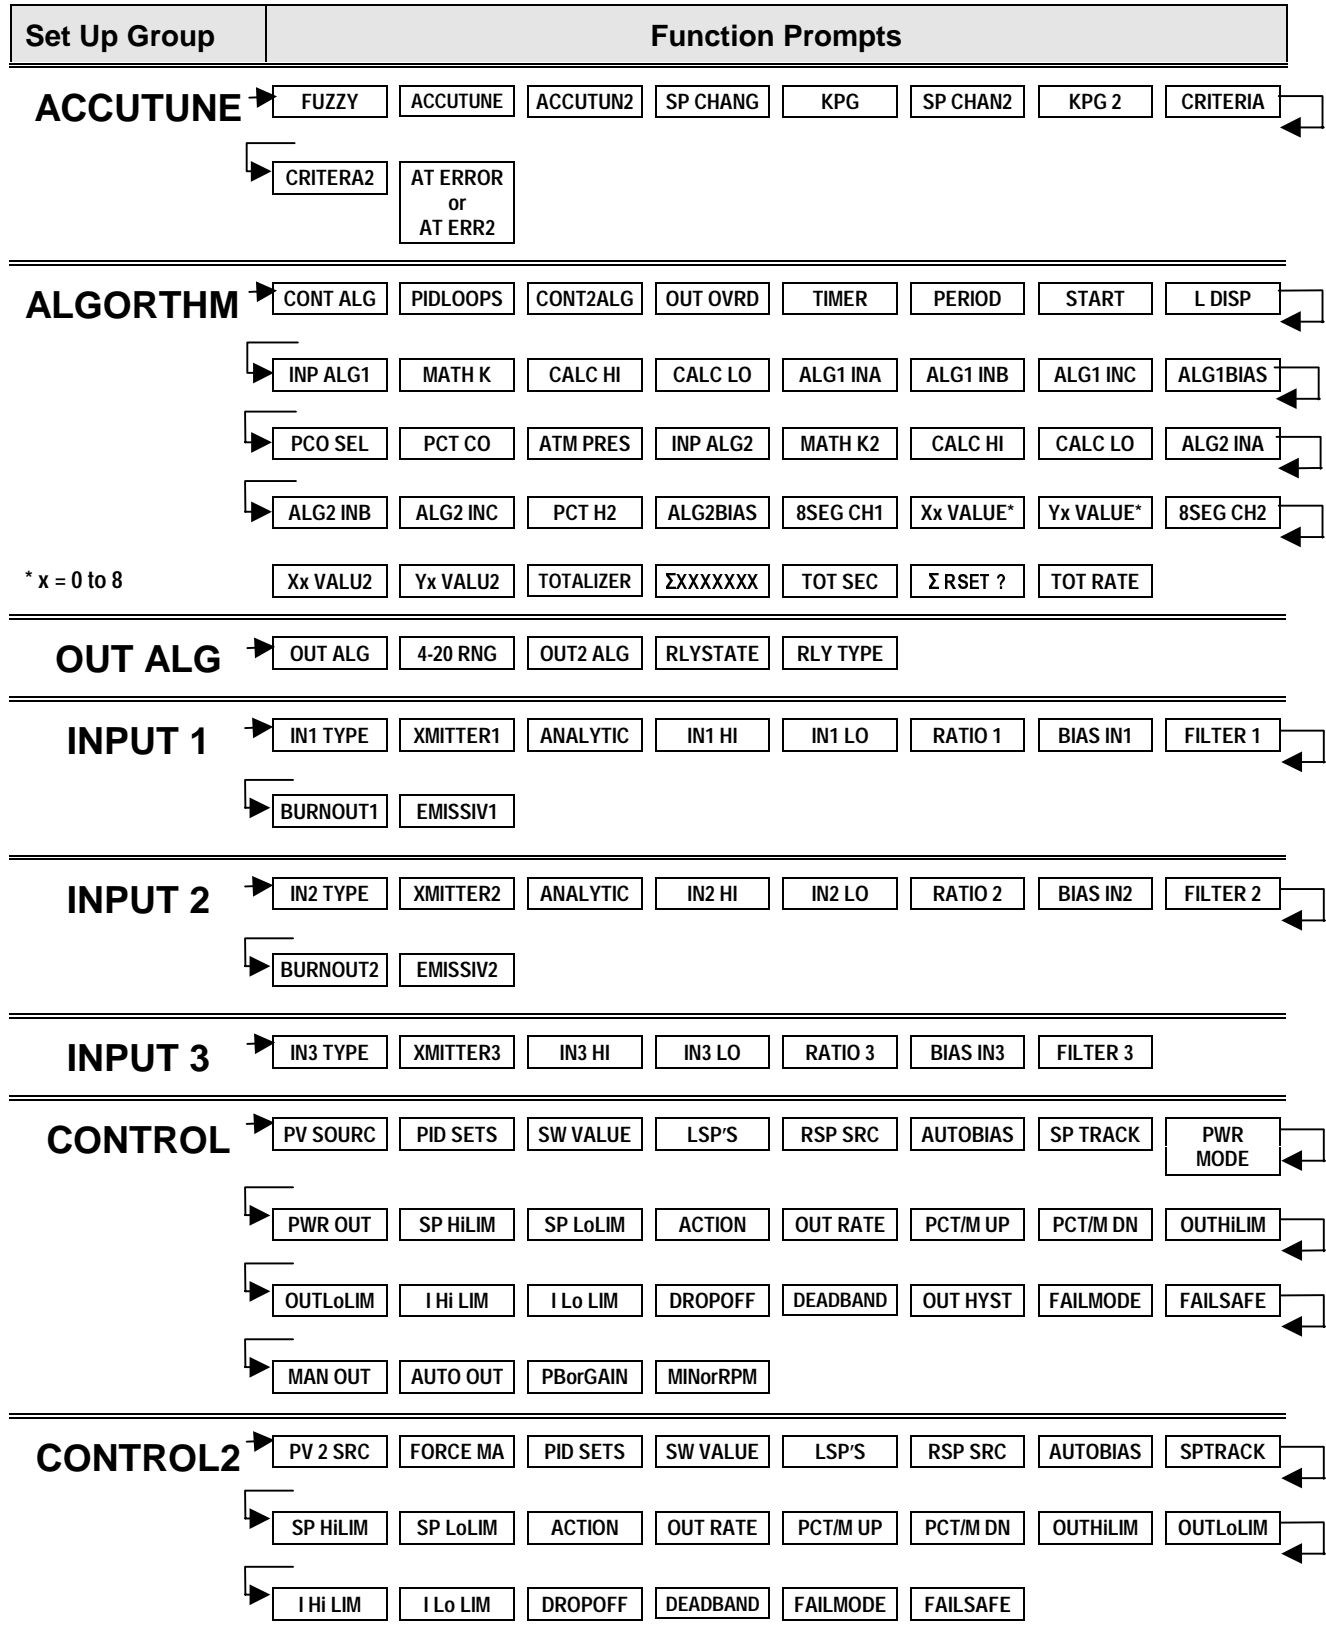 Set Up Group Function Prompts
ACCUTUNE FUZZY ACCUTUNE ACCUTUN2 SP CHANG KPG SP CHAN2 KPG 2 CRITERIA
CRITERA2 AT ERROR
or
AT ERR2
ALGORTHM CONT ALG PIDLOOPS CONT2ALG OUT OVRD TIMER PERIOD START L DISP
INP ALG1 MATH K CALC HI CALC LO ALG1 INA ALG1 INB ALG1 INC ALG1BIAS
PCO SEL PCT CO ATM PRES INP ALG2 MATH K2 CALC HI CALC LO ALG2 INA
ALG2 INB ALG2 INC PCT H2 ALG2BIAS 8SEG CH1 Xx VALUE* Yx VALUE* 8SEG CH2
* x = 0 to 8 Xx VALU2 Yx VALU2 TOTALIZER ΣXXXXXXX TOT SEC Σ RSET ? TOT RATE
OUT ALG OUT ALG 4-20 RNG OUT2 ALG RLYSTATE RLY TYPE
INPUT 1 IN1 TYPE XMITTER1 ANALYTIC IN1 HI IN1 LO RATIO 1 BIAS IN1 FILTER 1
BURNOUT1 EMISSIV1
INPUT 2 IN2 TYPE XMITTER2 ANALYTIC IN2 HI IN2 LO RATIO 2 BIAS IN2 FILTER 2
BURNOUT2 EMISSIV2
INPUT 3 IN3 TYPE XMITTER3 IN3 HI IN3 LO RATIO 3 BIAS IN3 FILTER 3
CONTROL PV SOURC PID SETS SW VALUE LSP'S RSP SRC AUTOBIAS SP TRACK PWR
MODE
PWR OUT SP HiLIM SP LoLIM ACTION OUT RATE PCT/M UP PCT/M DN OUTHiLIM
OUTLoLIM I Hi LIM I Lo LIM DROPOFF DEADBAND OUT HYST FAILMODE FAILSAFE
MAN OUT AUTO OUT PBorGAIN MINorRPM
CONTROL2 PV 2 SRC FORCE MA PID SETS SW VALUE LSP'S RSP SRC AUTOBIAS SPTRACK
SP HiLIM SP LoLIM ACTION OUT RATE PCT/M UP PCT/M DN OUTHiLIM OUTLoLIM
I Hi LIM I Lo LIM DROPOFF DEADBAND FAILMODE FAILSAFE